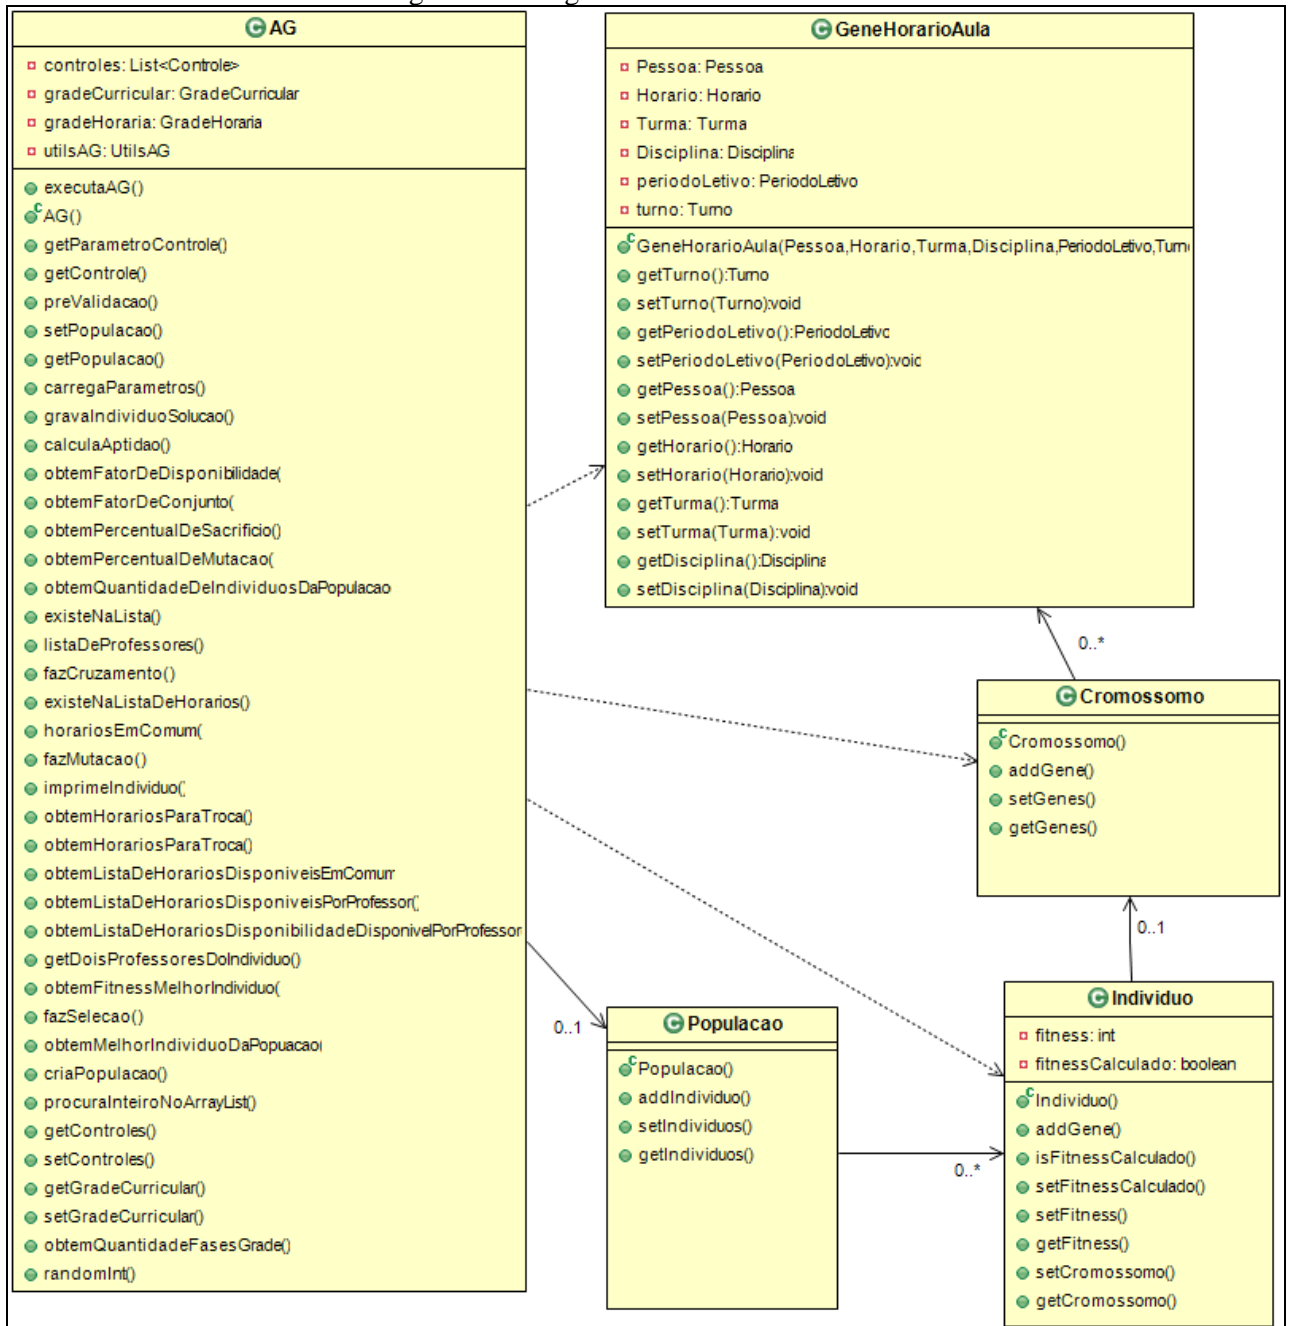 AG
controles: List<Controle>
gradeCurricular: GradeCurricular
gradeHoraria: GradeHoraria
utilsAG: UtilsAG
executaAG()
AG()
getParametroControle()
getControle()
preValidacao()
setPopulacao()
getPopulacao()
carregaParametros()
gravaIndividuoSolucao()
calculaAptidao()
obtemFatorDeDisponibilidade(
obtemFatorDeConjunto(
obtemPercentualDeSacrificio()
obtemPercentualDeMutacao(
obtemQuantidadeDeIndividuosDaPopulacao
existeNaLista()
listaDeProfessores()
fazCruzamento()
existeNaListaDeHorarios()
horariosEmComum(
fazMutacao()
imprimeIndividuo(
obtemHorariosParaTroca()
obtemHorariosParaTroca()
obtemListaDeHorariosDisponiveisEmComum
obtemListaDeHorariosDisponiveisPorProfessor(
obtemListaDeHorariosDisponibilidadeDisponivelPorProfessor
getDoisProfessoresDoIndividuo()
obtemFitnessMelhorIndividuo(
fazSelecao()
obtemMelhorIndividuoDaPopuacao(
criaPopulacao()
procuraInteiroNoArrayList()
getControles()
setControles()
getGradeCurricular()
setGradeCurricular()
obtemQuantidadeFasesGrade()
randomInt()
GeneHorarioAula
Pessoa: Pessoa
Horario: Horario
Turma: Turma
Disciplina: Disciplina
periodoLetivo: PeriodoLetivo
turno: Turno
GeneHorarioAula(Pessoa,Horario,Turma,Disciplina,PeriodoLetivo,Turno
getTurno():Turno
setTurno(Turno):void
getPeriodoLetivo():PeriodoLetivo
setPeriodoLetivo(PeriodoLetivo):void
getPessoa():Pessoa
setPessoa(Pessoa):void
getHorario():Horario
setHorario(Horario):void
getTurma():Turma
setTurma(Turma):void
getDisciplina():Disciplina
setDisciplina(Disciplina):void
0..*
Cromossomo
Cromossomo()
addGene()
setGenes()
getGenes()
0..1
Individuo
fitness: int
fitnessCalculado: boolean
Individuo()
addGene()
isFitnessCalculado()
setFitnessCalculado()
setFitness()
getFitness()
setCromossomo()
getCromossomo()
0..1
Populacao
Populacao()
addIndividuo()
setIndividuos()
getIndividuos()
0..*